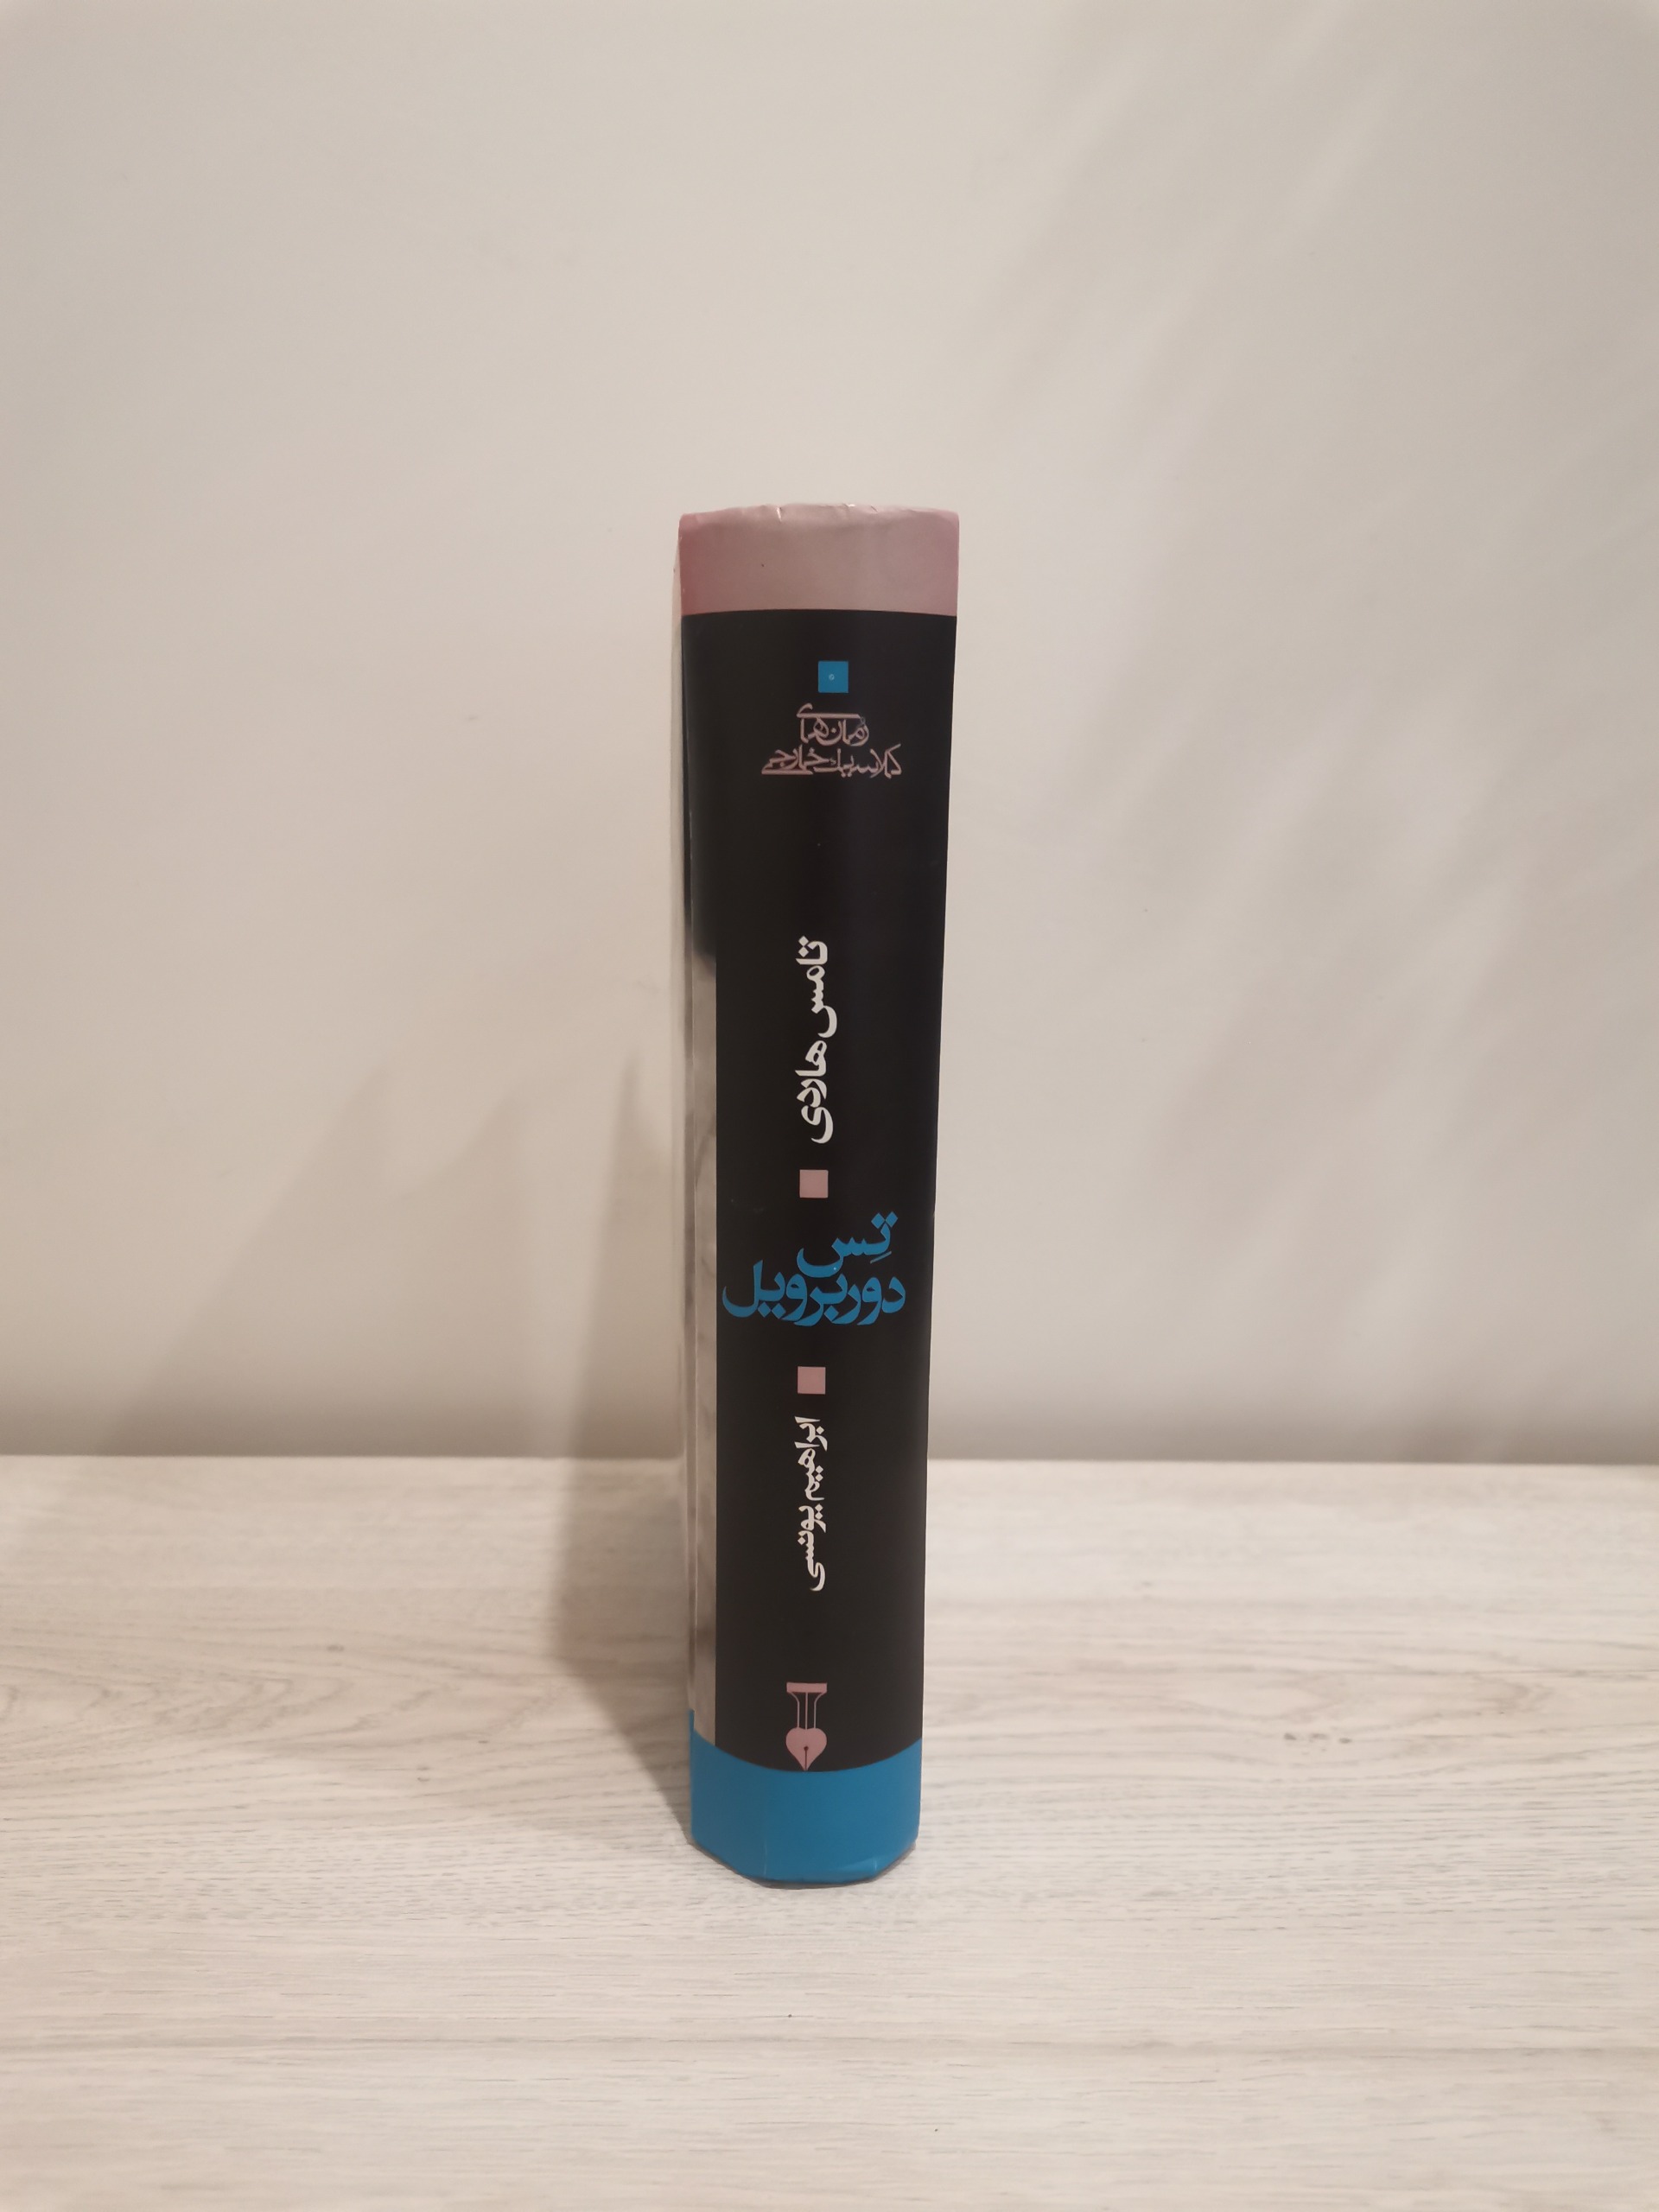 رمان‌های
کلاسیک خارجی
تامس هاردی
تِس
دوربرویل
ابراهیم یونسی